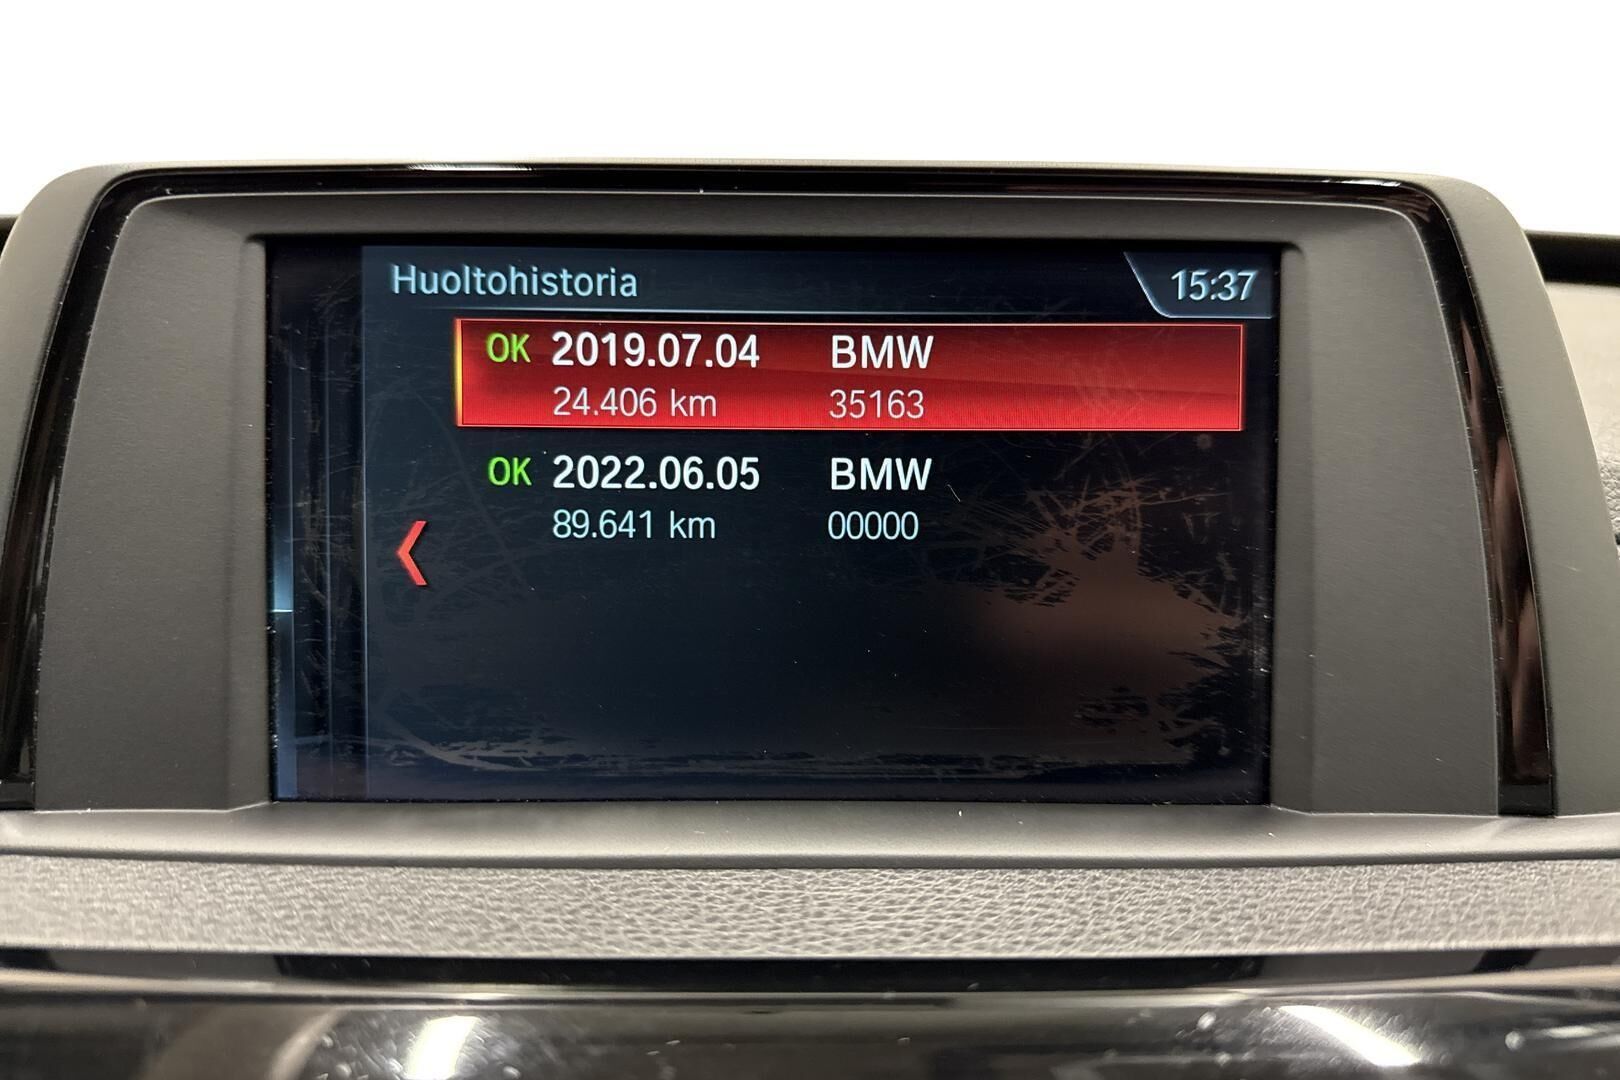 Huoltohistoria 15:37
OK 2019.07.04 BMW
24.406 km 35163
OK 2022.06.05 BMW
89.641 km 00000